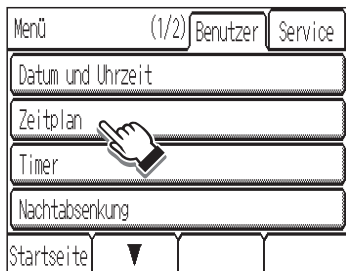 Menü (1/2) Benutzer Service
Datum und Uhrzeit
Zeitplan
Timer
Nachtabsenkung
Startseite ▼